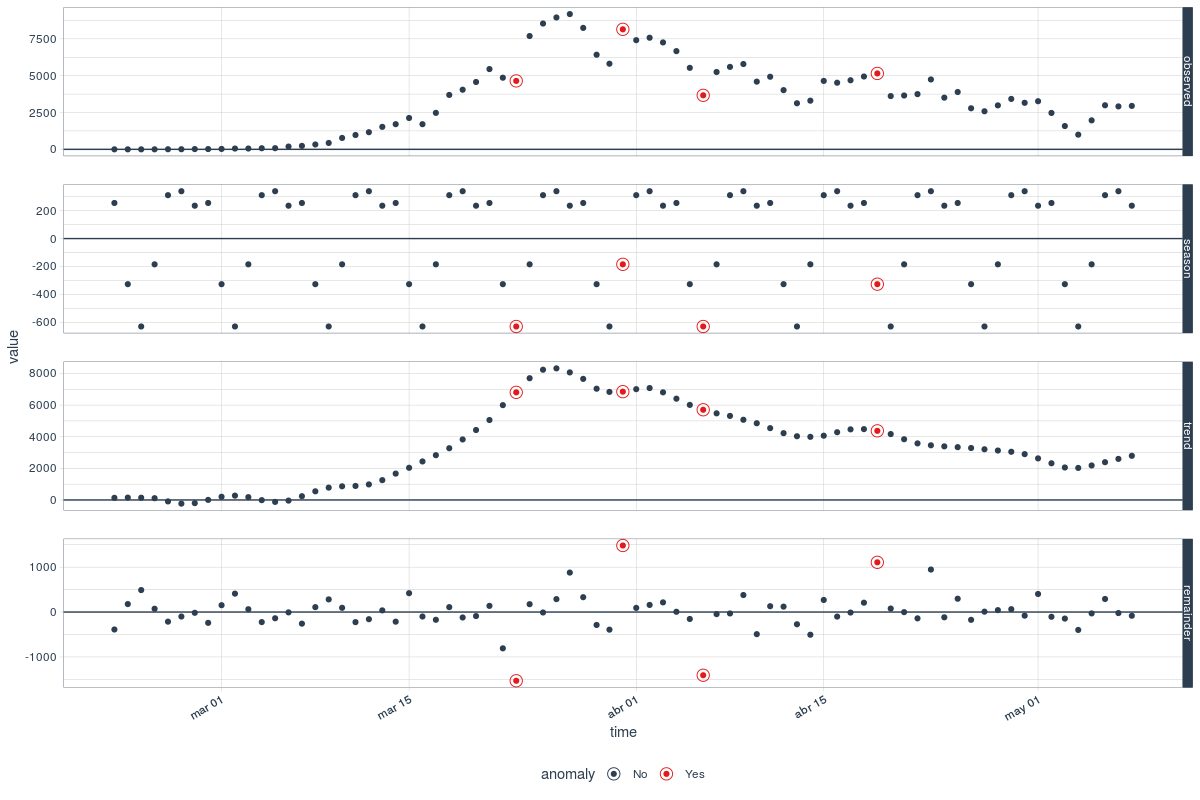 7500
5000
2500
0
observed
200
0
-200
-400
-600
season
value
8000
6000
4000
2000
0
trend
1000
0
-1000
remainder
mar 01
mar 15
abr 01
abr 15
may 01
time
anomaly No Yes